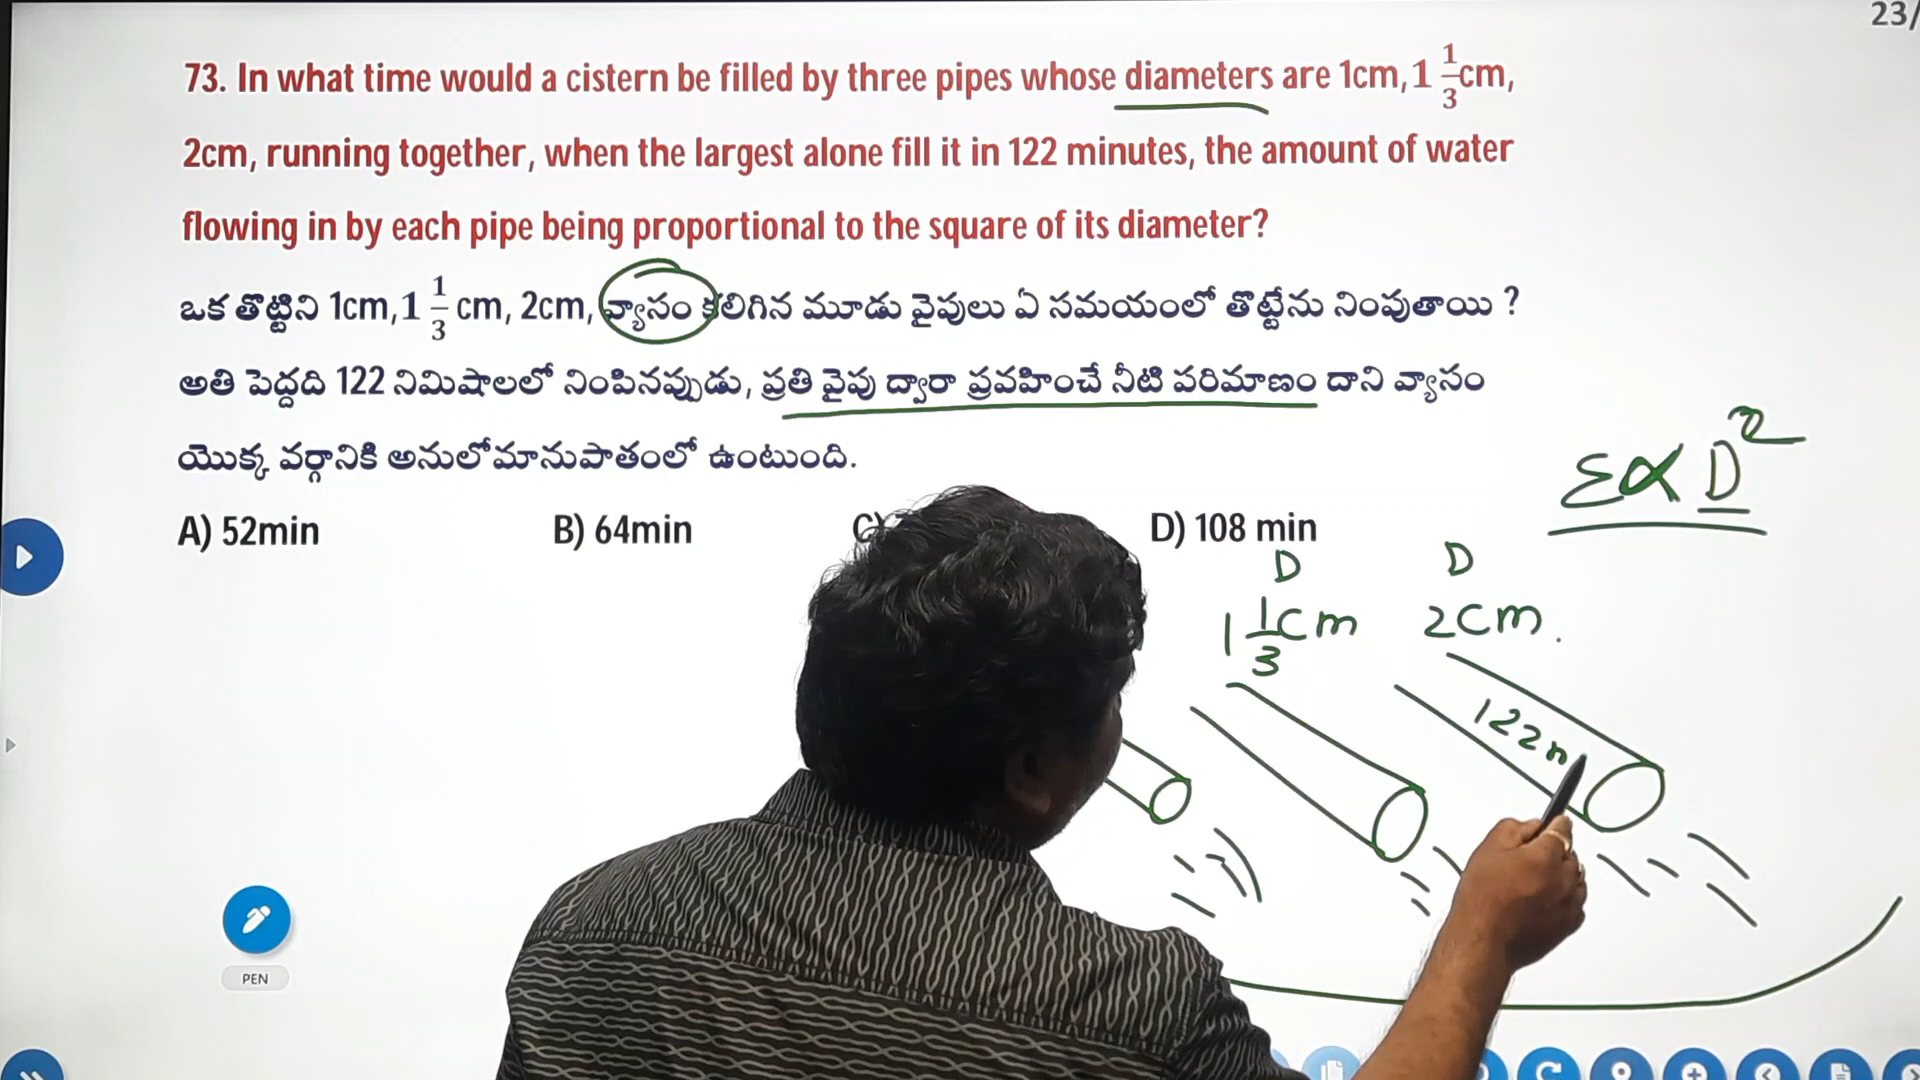 23/
73. In what time would a cistern be filled by three pipes whose diameters are 1cm, 1 1/3 cm,
2cm, running together, when the largest alone fill it in 122 minutes, the amount of water
flowing in by each pipe being proportional to the square of its diameter?
ఒక తొట్టిని 1cm, 1 1/3 cm, 2cm, వ్యాసం కలిగిన మూడు వైపులు ఏ సమయంలో తొట్టేను నింపుతాయి ?
అతి పెద్దది 122 నిమిషాలలో నింపినప్పుడు, ప్రతి వైపు ద్వారా ప్రవహించే నీటి పరిమాణం దాని వ్యాసం
యొక్క వర్గానికి అనులోమానుపాతంలో ఉంటుంది.
A) 52min B) 64min C) D) 108 min
ε∝D²
D D
1 1/3 cm 2cm.
122m
PEN